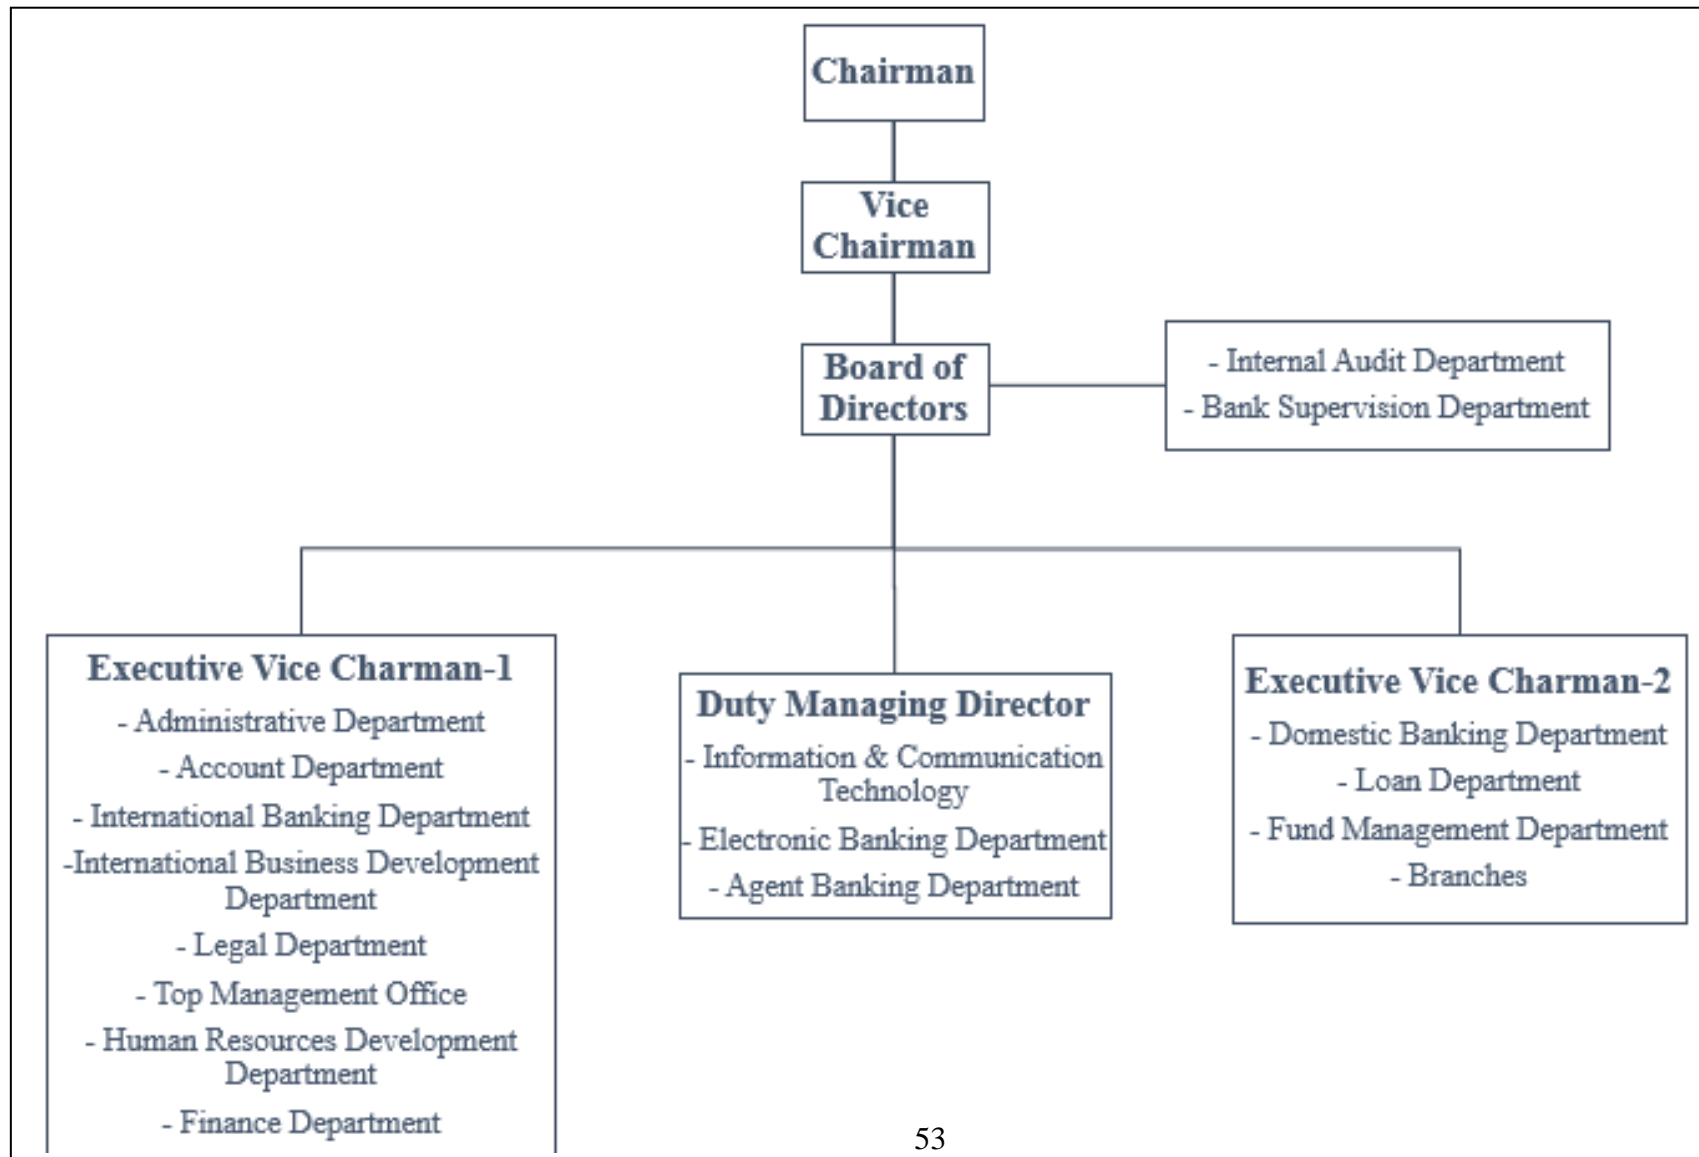 Chairman
Vice
Chairman
Board of
Directors
- Internal Audit Department
- Bank Supervision Department
Executive Vice Charman-1
- Administrative Department
- Account Department
- International Banking Department
-International Business Development
Department
- Legal Department
- Top Management Office
- Human Resources Development
Department
- Finance Department
Duty Managing Director
- Information & Communication
Technology
- Electronic Banking Department
- Agent Banking Department
Executive Vice Charman-2
- Domestic Banking Department
- Loan Department
- Fund Management Department
- Branches
53